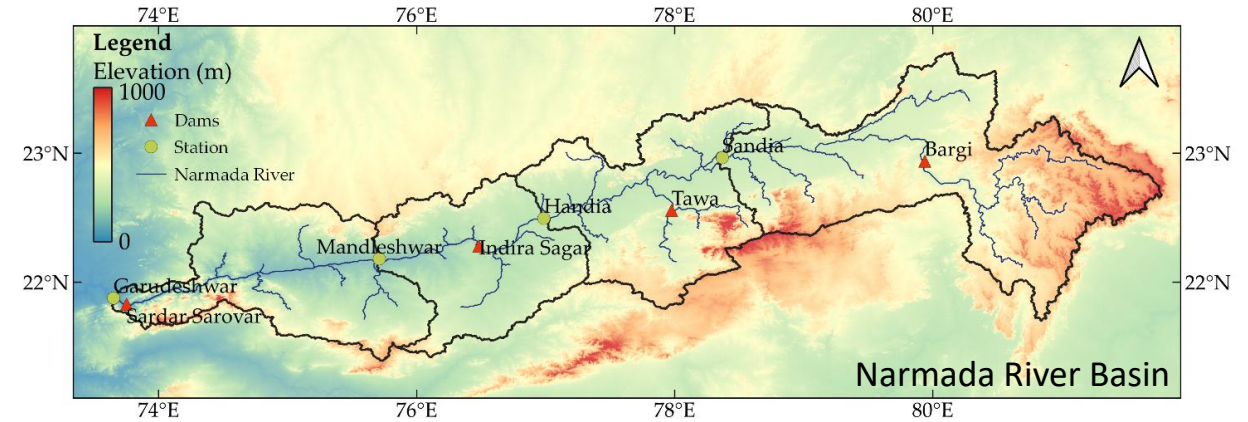 74°E 76°E 78°E 80°E
Legend
Elevation (m)
1000
Dams
Station
Narmada River
0
23°N
23°N
22°N
22°N
Sandia
Bargi
Tawa
Handia
Mandleshwar
Indira Sagar
Garudeshwar
Sardar Sarovar
Narmada River Basin
74°E 76°E 78°E 80°E